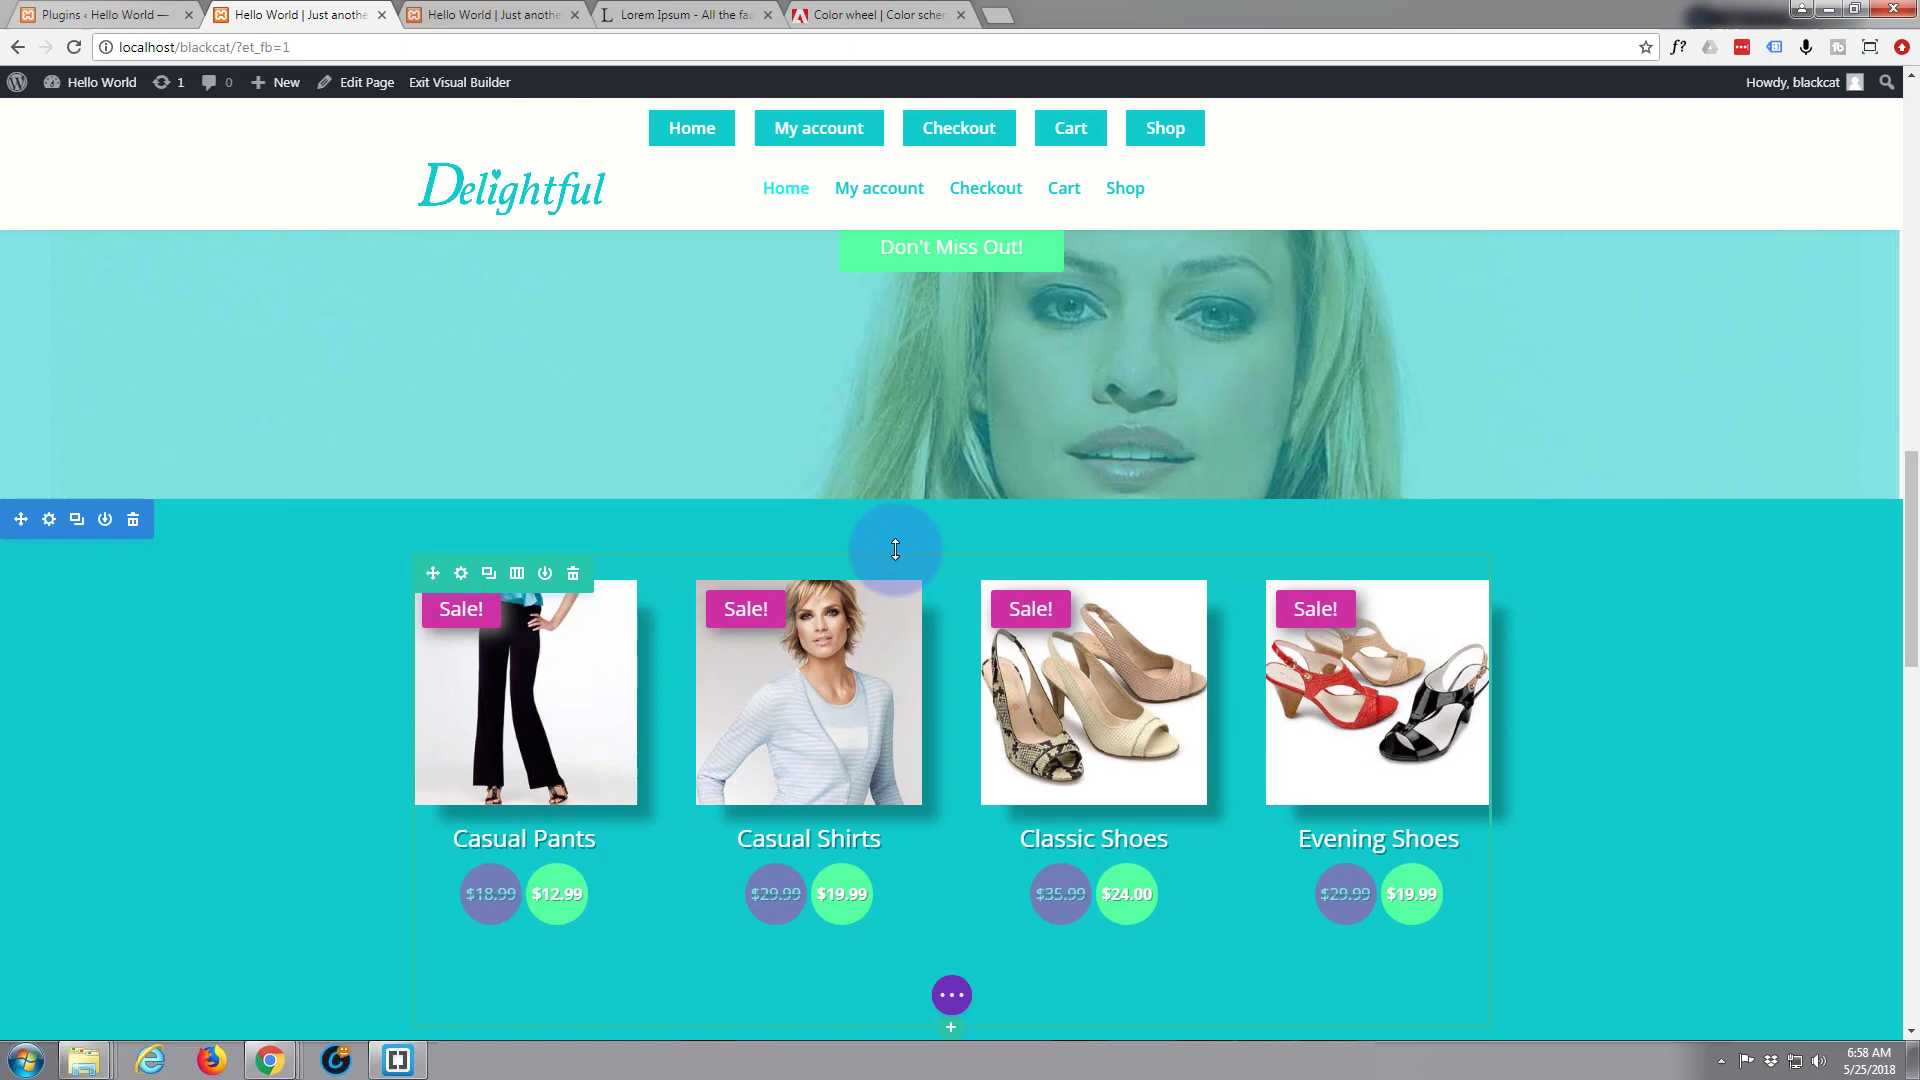 Plugins ‹ Hello World —
Hello World | Just anothe
Hello World | Just anothe
Lorem Ipsum - All the fac
Color wheel | Color schem
localhost/blackcat/?et_fb=1
f?
Hello World
1
0
New
Edit Page
Exit Visual Builder
Howdy, blackcat
Home
My account
Checkout
Cart
Shop
Delightful
Home
My account
Checkout
Cart
Shop
Don't Miss Out!
Sale!
Sale!
Sale!
Sale!
Casual Pants
Casual Shirts
Classic Shoes
Evening Shoes
$18.99 $12.99
$29.99 $19.99
$35.99 $24.00
$29.99 $19.99
6:58 AM
5/25/2018